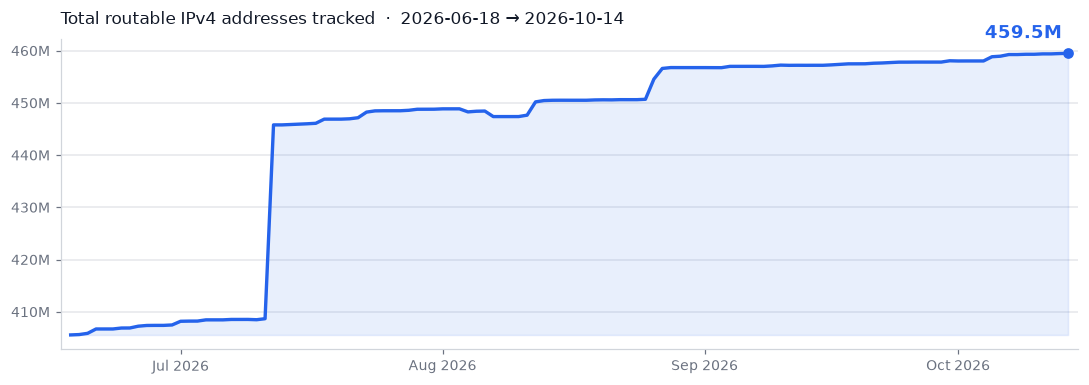 Total routable IPv4 addresses tracked · 2026-06-18 → 2026-10-14
459.5M
460M
450M
440M
430M
420M
410M
Jul 2026 Aug 2026 Sep 2026 Oct 2026